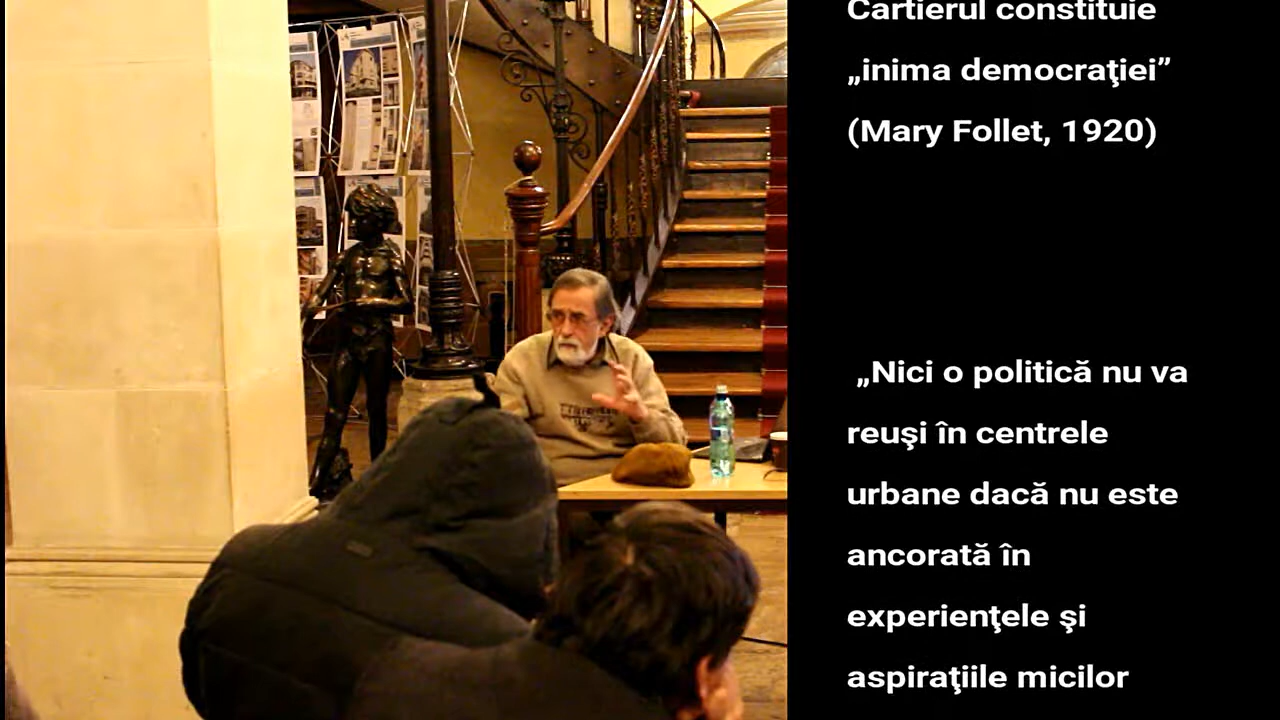 Cartierul constituie
„inima democraţiei”
(Mary Follet, 1920)
„Nici o politică nu va
reuşi în centrele
urbane dacă nu este
ancorată în
experienţele şi
aspiraţiile micilor